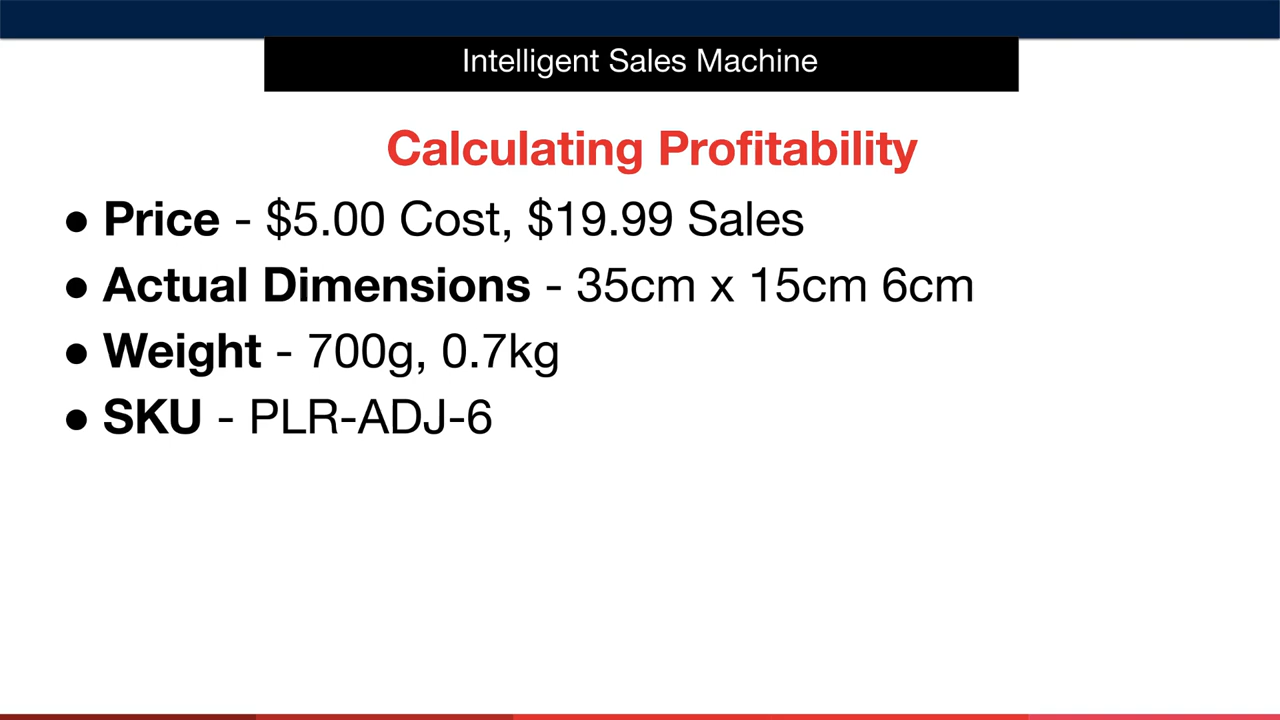 Intelligent Sales Machine
Calculating Profitability
● Price - $5.00 Cost, $19.99 Sales
● Actual Dimensions - 35cm x 15cm 6cm
● Weight - 700g, 0.7kg
● SKU - PLR-ADJ-6